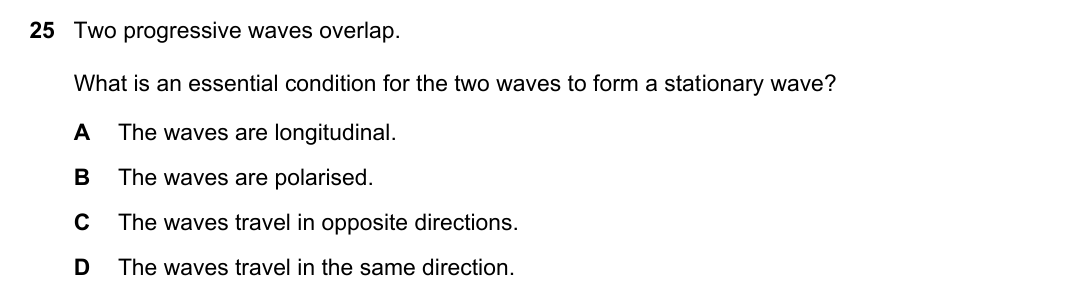 25 Two progressive waves overlap.
What is an essential condition for the two waves to form a stationary wave?
A The waves are longitudinal.
B The waves are polarised.
C The waves travel in opposite directions.
D The waves travel in the same direction.